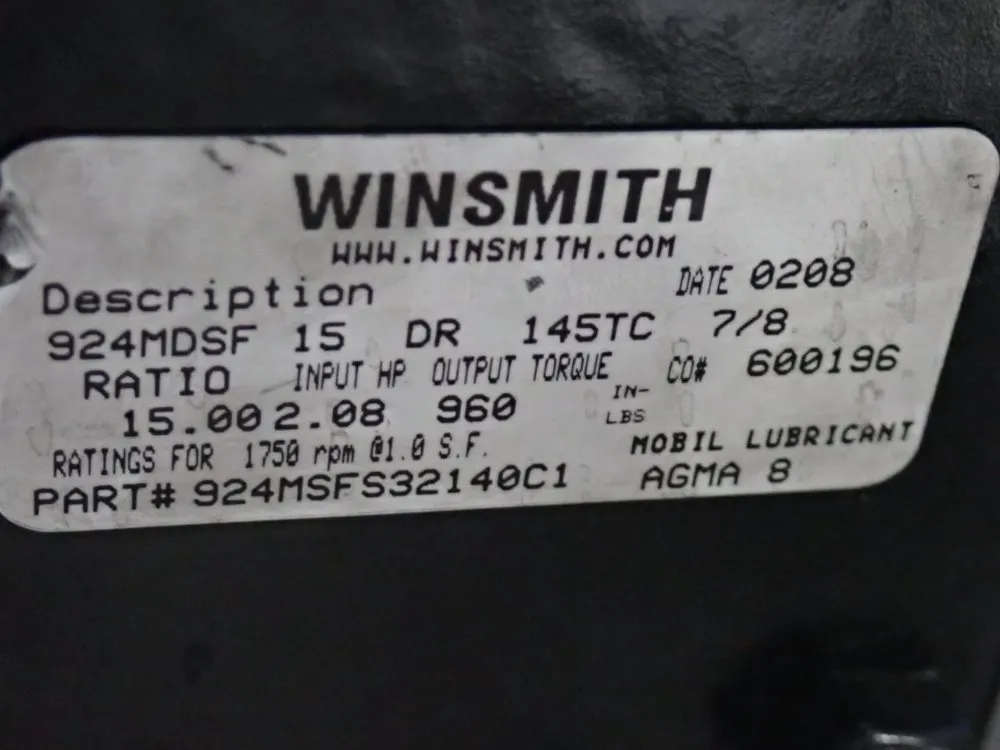 WINSMITH
WWW.WINSMITH.COM
Description DATE 0208
924MDSF 15 DR 145TC 7/8
RATIO INPUT HP OUTPUT TORQUE CO# 600196
15.00 2.08 960 IN-LBS
RATINGS FOR 1750 rpm @1.0 S.F. MOBIL LUBRICANT
PART# 924MSFS32140C1 AGMA 8